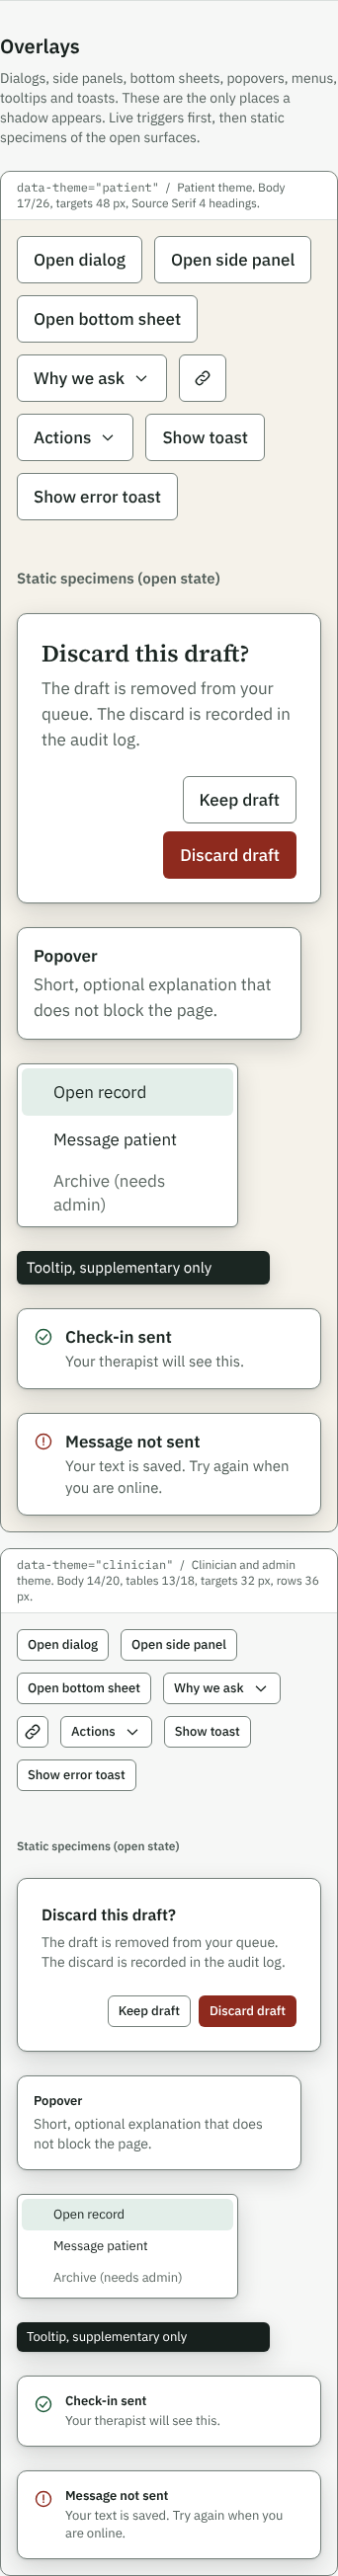 Overlays
Dialogs, side panels, bottom sheets, popovers, menus,
tooltips and toasts. These are the only places a
shadow appears. Live triggers first, then static
specimens of the open surfaces.
data-theme="patient" / Patient theme. Body
17/26, targets 48 px, Source Serif 4 headings.
Open dialog Open side panel
Open bottom sheet
Why we ask
Actions Show toast
Show error toast
Static specimens (open state)
Discard this draft?
The draft is removed from your
queue. The discard is recorded in
the audit log.
Keep draft
Discard draft
Popover
Short, optional explanation that
does not block the page.
Open record
Message patient
Archive (needs
admin)
Tooltip, supplementary only
Check-in sent
Your therapist will see this.
Message not sent
Your text is saved. Try again when
you are online.
data-theme="clinician" / Clinician and admin
theme. Body 14/20, tables 13/18, targets 32 px, rows 36
px.
Open dialog Open side panel
Open bottom sheet Why we ask
Actions Show toast
Show error toast
Static specimens (open state)
Discard this draft?
The draft is removed from your queue.
The discard is recorded in the audit log.
Keep draft Discard draft
Popover
Short, optional explanation that does
not block the page.
Open record
Message patient
Archive (needs admin)
Tooltip, supplementary only
Check-in sent
Your therapist will see this.
Message not sent
Your text is saved. Try again when you
are online.